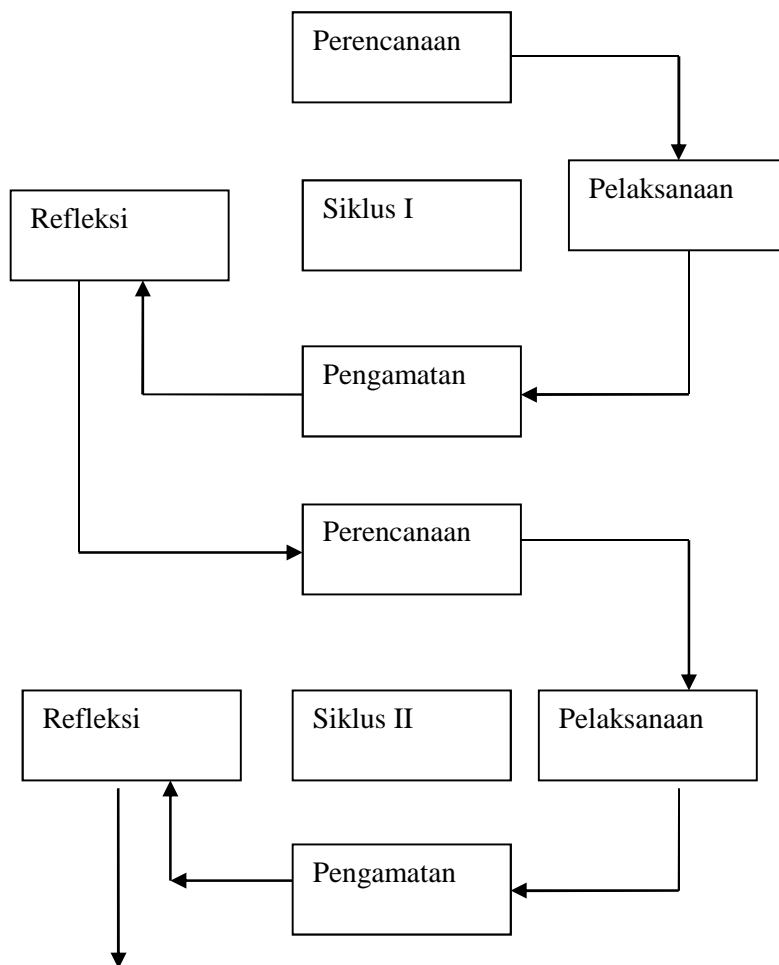 Perencanaan
Refleksi
Siklus I
Pelaksanaan
Pengamatan
Perencanaan
Refleksi
Siklus II
Pelaksanaan
Pengamatan